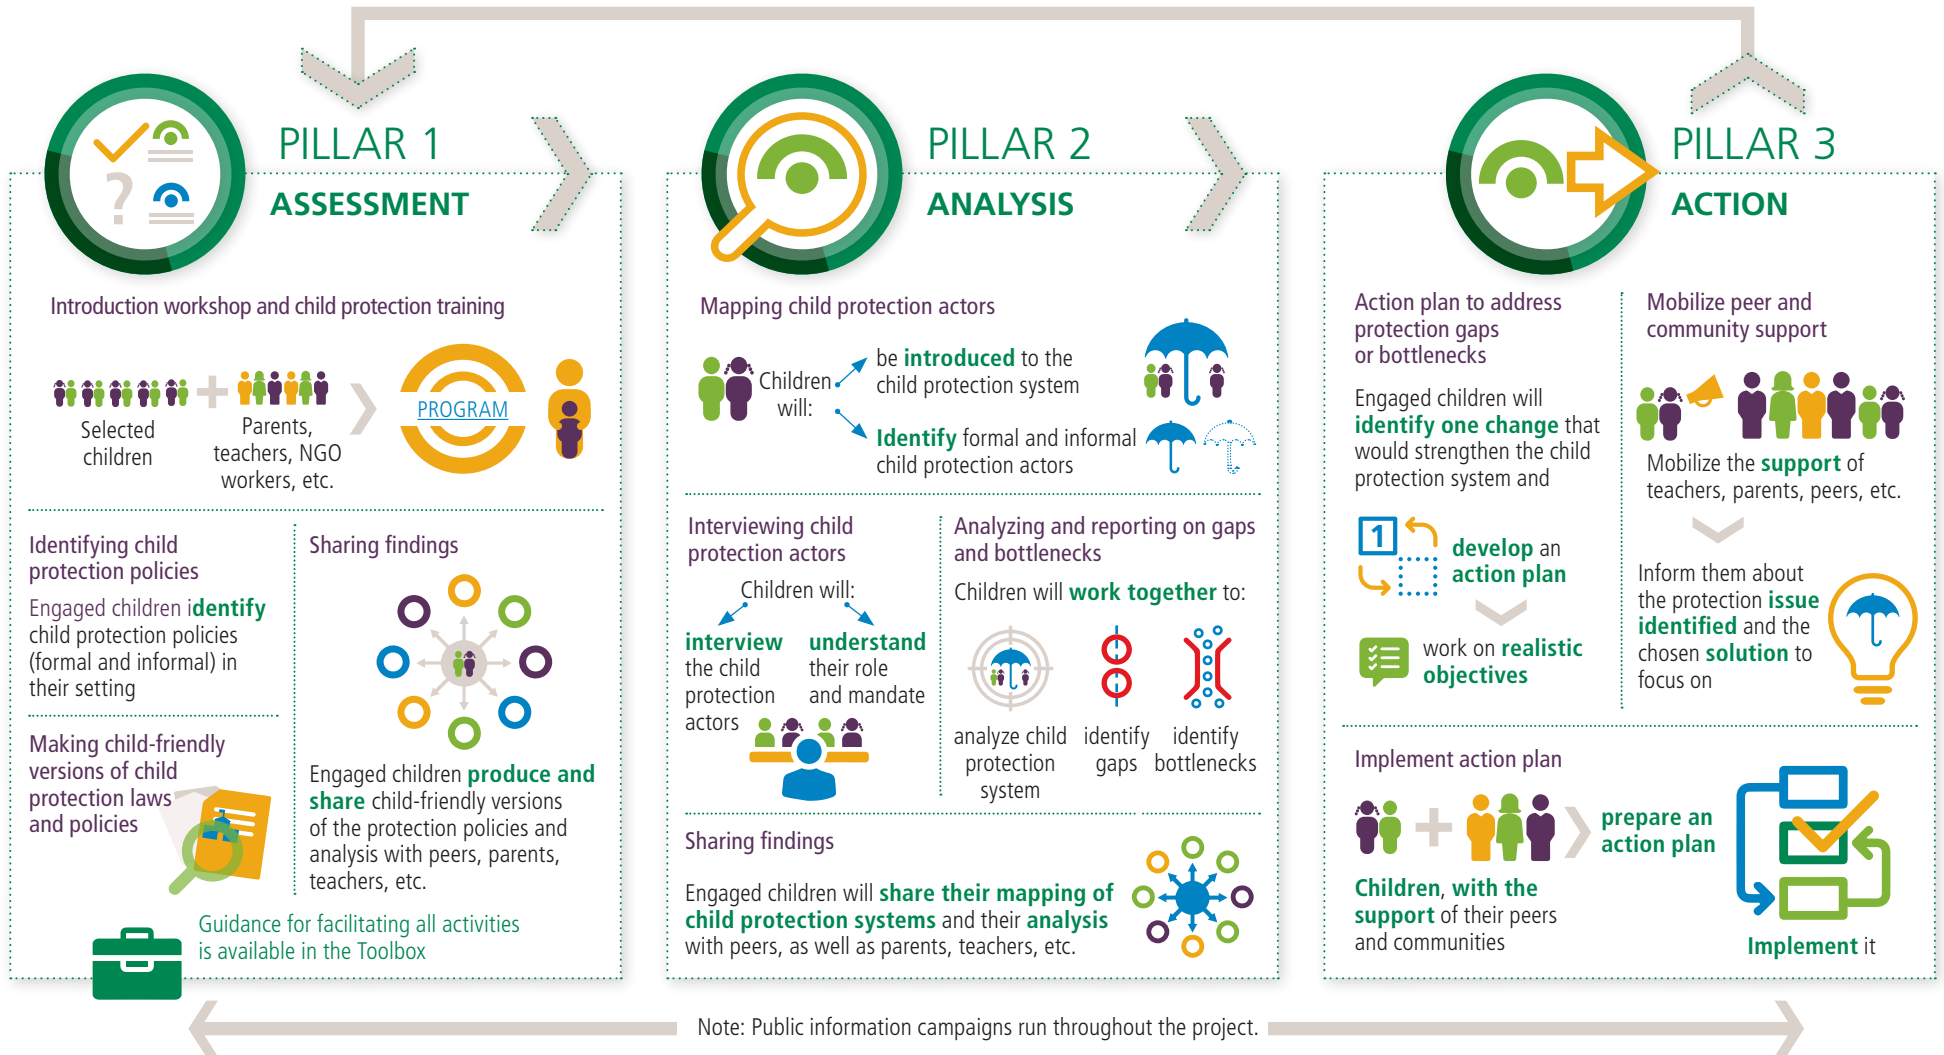 PILLAR 1
ASSESSMENT
Introduction workshop and child protection training
Selected
children
Parents,
teachers, NGO
workers, etc.
PROGRAM
Identifying child
protection policies
Engaged children identify
child protection policies
(formal and informal) in
their setting
Making child-friendly
versions of child
protection laws
and policies
Sharing findings
Engaged children produce and
share child-friendly versions
of the protection policies and
analysis with peers, parents,
teachers, etc.
Guidance for facilitating all activities
is available in the Toolbox
PILLAR 2
ANALYSIS
Mapping child protection actors
Children
will:
be introduced to the
child protection system
Identify formal and informal
child protection actors
Interviewing child
protection actors
Children will:
interview
the child
protection
actors
understand
their role
and mandate
Analyzing and reporting on gaps
and bottlenecks
Children will work together to:
analyze child
protection
system
identify
gaps
identify
bottlenecks
Sharing findings
Engaged children will share their mapping of
child protection systems and their analysis
with peers, as well as parents, teachers, etc.
PILLAR 3
ACTION
Action plan to address
protection gaps
or bottlenecks
Engaged children will
identify one change that
would strengthen the child
protection system and
1
develop an
action plan
work on realistic
objectives
Mobilize peer and
community support
Mobilize the support of
teachers, parents, peers, etc.
Inform them about
the protection issue
identified and the
chosen solution to
focus on
Implement action plan
Children, with the
support of their peers
and communities
prepare an
action plan
Implement it
Note: Public information campaigns run throughout the project.
?